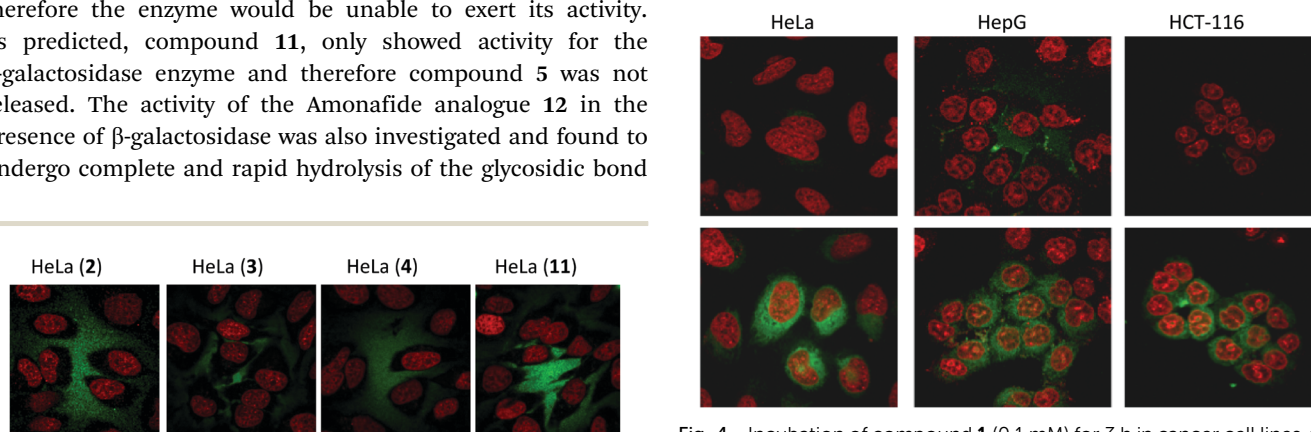 therefore the enzyme would be unable to exert its activity.
s predicted, compound 11, only showed activity for the
-galactosidase enzyme and therefore compound 5 was not
eleased. The activity of the Amonafide analogue 12 in the
resence of β-galactosidase was also investigated and found to
ndergo complete and rapid hydrolysis of the glycosidic bond
HeLa (2) HeLa (3) HeLa (4) HeLa (11)
HeLa HepG HCT-116
Fig. 4 Incubation of compound 1 (0.1 mM) for 3 h in cancer cell lines